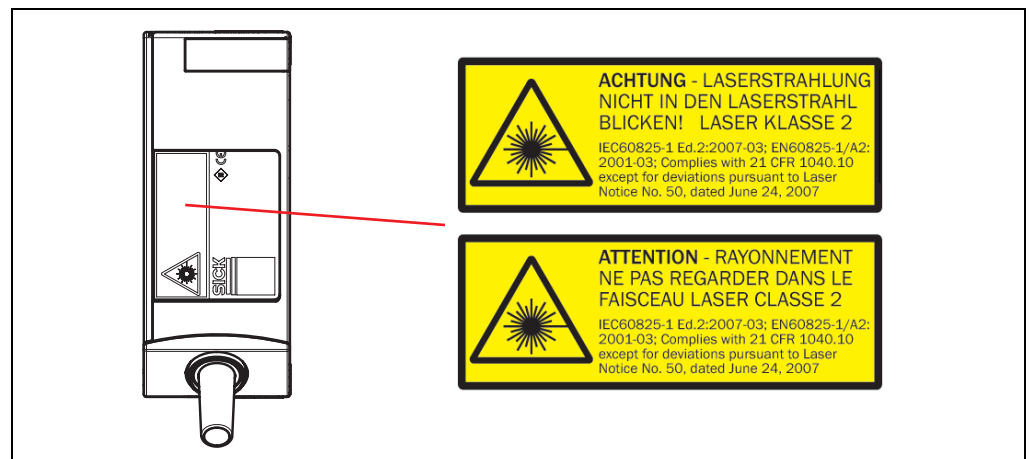 CE
SICK
ACHTUNG - LASERSTRAHLUNG
NICHT IN DEN LASERSTRAHL
BLICKEN! LASER KLASSE 2
IEC60825-1 Ed.2:2007-03; EN60825-1/A2:
2001-03; Complies with 21 CFR 1040.10
except for deviations pursuant to Laser
Notice No. 50, dated June 24, 2007
ATTENTION - RAYONNEMENT
NE PAS REGARDER DANS LE
FAISCEAU LASER CLASSE 2
IEC60825-1 Ed.2:2007-03; EN60825-1/A2:
2001-03; Complies with 21 CFR 1040.10
except for deviations pursuant to Laser
Notice No. 50, dated June 24, 2007